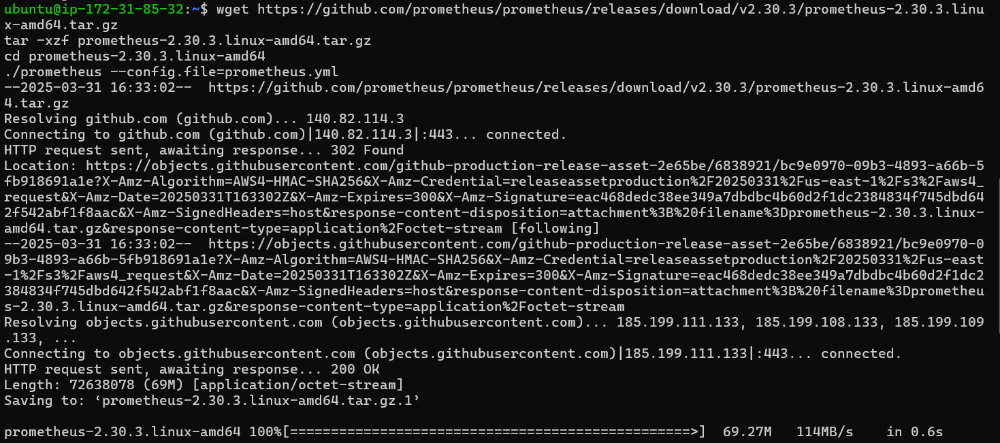 ubuntu@ip-172-31-85-32:~$ wget https://github.com/prometheus/prometheus/releases/download/v2.30.3/prometheus-2.30.3.linu
x-amd64.tar.gz
tar -xzf prometheus-2.30.3.linux-amd64.tar.gz
cd prometheus-2.30.3.linux-amd64
./prometheus --config.file=prometheus.yml
--2025-03-31 16:33:02--  https://github.com/prometheus/prometheus/releases/download/v2.30.3/prometheus-2.30.3.linux-amd6
4.tar.gz
Resolving github.com (github.com)... 140.82.114.3
Connecting to github.com (github.com)|140.82.114.3|:443... connected.
HTTP request sent, awaiting response... 302 Found
Location: https://objects.githubusercontent.com/github-production-release-asset-2e65be/6838921/bc9e0970-09b3-4893-a66b-5
fb918691a1e?X-Amz-Algorithm=AWS4-HMAC-SHA256&X-Amz-Credential=releaseassetproduction%2F20250331%2Fus-east-1%2Fs3%2Faws4_
request&X-Amz-Date=20250331T163302Z&X-Amz-Expires=300&X-Amz-Signature=eac468dedc38ee349a7dbdbc4b60d2f1dc2384834f745dbd64
2f542abf1f8aac&X-Amz-SignedHeaders=host&response-content-disposition=attachment%3B%20filename%3Dprometheus-2.30.3.linux-
amd64.tar.gz&response-content-type=application%2Foctet-stream [following]
--2025-03-31 16:33:02--  https://objects.githubusercontent.com/github-production-release-asset-2e65be/6838921/bc9e0970-0
9b3-4893-a66b-5fb918691a1e?X-Amz-Algorithm=AWS4-HMAC-SHA256&X-Amz-Credential=releaseassetproduction%2F20250331%2Fus-east
-1%2Fs3%2Faws4_request&X-Amz-Date=20250331T163302Z&X-Amz-Expires=300&X-Amz-Signature=eac468dedc38ee349a7dbdbc4b60d2f1dc2
384834f745dbd642f542abf1f8aac&X-Amz-SignedHeaders=host&response-content-disposition=attachment%3B%20filename%3Dprometheu
s-2.30.3.linux-amd64.tar.gz&response-content-type=application%2Foctet-stream
Resolving objects.githubusercontent.com (objects.githubusercontent.com)... 185.199.111.133, 185.199.108.133, 185.199.109
.133, ...
Connecting to objects.githubusercontent.com (objects.githubusercontent.com)|185.199.111.133|:443... connected.
HTTP request sent, awaiting response... 200 OK
Length: 72638078 (69M) [application/octet-stream]
Saving to: ‘prometheus-2.30.3.linux-amd64.tar.gz.1’
prometheus-2.30.3.linux-amd64 100%[=================================================>]  69.27M   114MB/s    in 0.6s